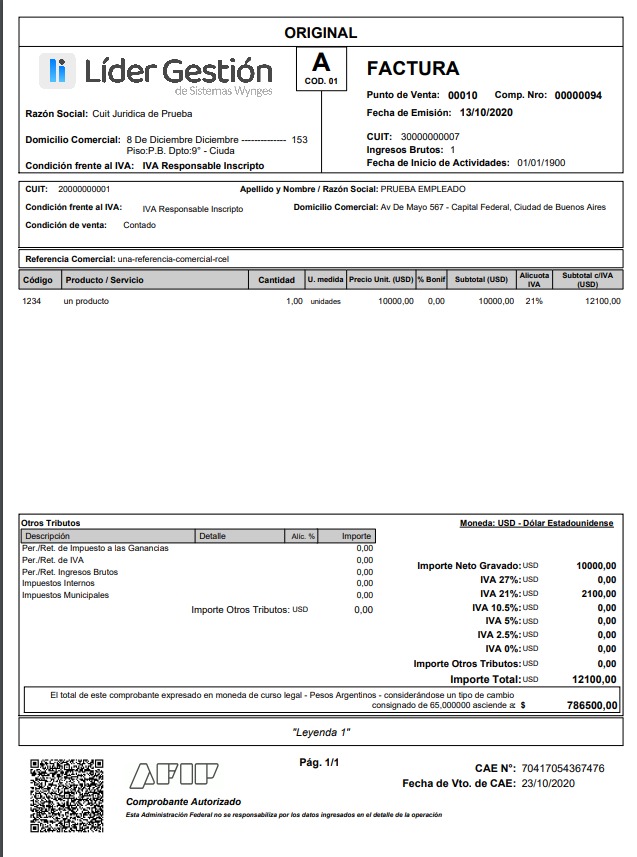 ORIGINAL
li Líder Gestión
de Sistemas Wynges
A
COD. 01
FACTURA
Punto de Venta: 00010 Comp. Nro: 00000094
Fecha de Emisión: 13/10/2020
Razón Social: Cuit Juridica de Prueba
Domicilio Comercial: 8 De Diciembre Diciembre -------------- 153
Piso:P.B. Dpto:9° - Ciuda
Condición frente al IVA: IVA Responsable Inscripto
CUIT: 30000000007
Ingresos Brutos: 1
Fecha de Inicio de Actividades: 01/01/1900
CUIT: 20000000001 Apellido y Nombre / Razón Social: PRUEBA EMPLEADO
Condición frente al IVA: IVA Responsable Inscripto Domicilio Comercial: Av De Mayo 567 - Capital Federal, Ciudad de Buenos Aires
Condición de venta: Contado
Referencia Comercial: una-referencia-comercial-rcel
Código Producto / Servicio Cantidad U. medida Precio Unit. (USD) % Bonif Subtotal (USD) Alicuota IVA Subtotal c/IVA (USD)
1234 un producto 1,00 unidades 10000,00 0,00 10000,00 21% 12100,00
Otros Tributos
Descripción Detalle Alíc. % Importe
Per./Ret. de Impuesto a las Ganancias 0,00
Per./Ret. de IVA 0,00
Per./Ret. Ingresos Brutos 0,00
Impuestos Internos 0,00
Impuestos Municipales 0,00
Importe Otros Tributos: USD 0,00
Moneda: USD - Dólar Estadounidense
Importe Neto Gravado: USD 10000,00
IVA 27%: USD 0,00
IVA 21%: USD 2100,00
IVA 10.5%: USD 0,00
IVA 5%: USD 0,00
IVA 2.5%: USD 0,00
IVA 0%: USD 0,00
Importe Otros Tributos: USD 0,00
Importe Total: USD 12100,00
El total de este comprobante expresado en moneda de curso legal - Pesos Argentinos - considerándose un tipo de cambio
consignado de 65,000000 asciende a: $ 786500,00
"Leyenda 1"
AFIP
Pág. 1/1
CAE N°: 70417054367476
Fecha de Vto. de CAE: 23/10/2020
Comprobante Autorizado
Esta Administración Federal no se responsabiliza por los datos ingresados en el detalle de la operación